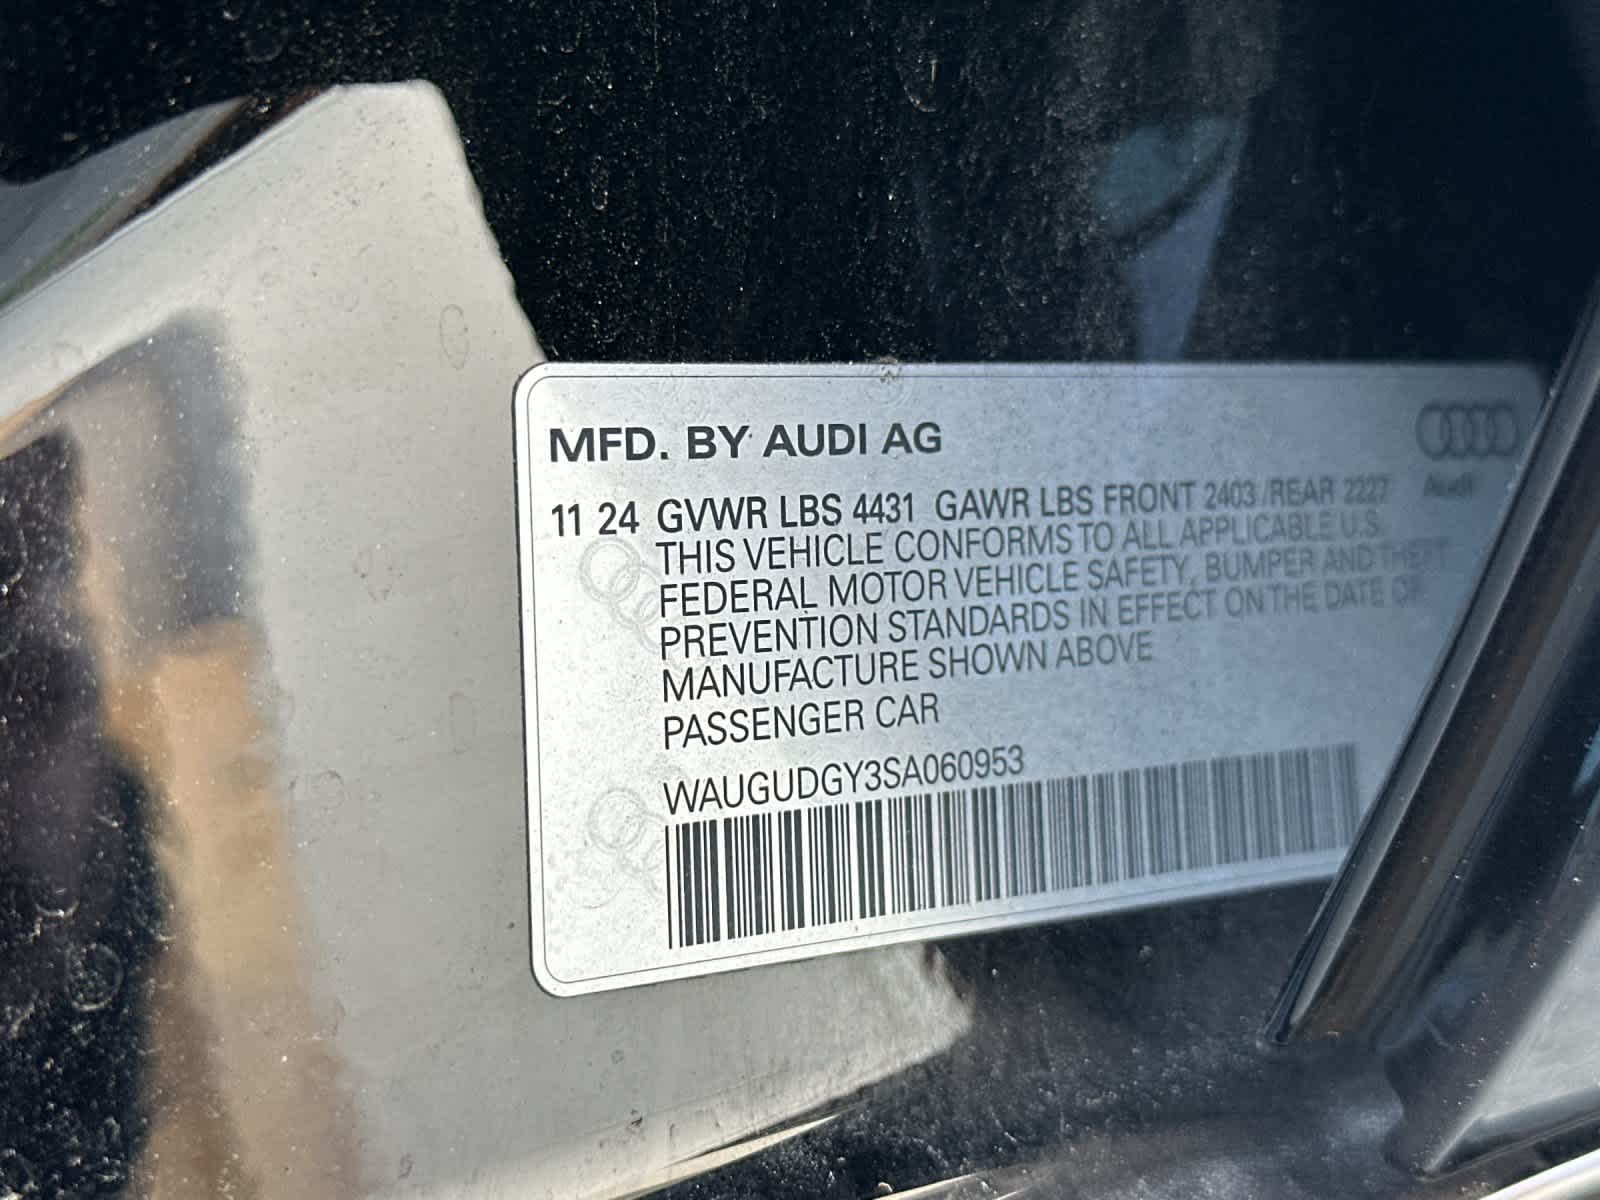 MFD. BY AUDI AG
11 24 GVWR LBS 4431 GAWR LBS FRONT 2403 /REAR 2227
Audi
THIS VEHICLE CONFORMS TO ALL APPLICABLE U.S.
FEDERAL MOTOR VEHICLE SAFETY, BUMPER AND THEFT
PREVENTION STANDARDS IN EFFECT ON THE DATE OF
MANUFACTURE SHOWN ABOVE
PASSENGER CAR
WAUGUDGY3SA060953